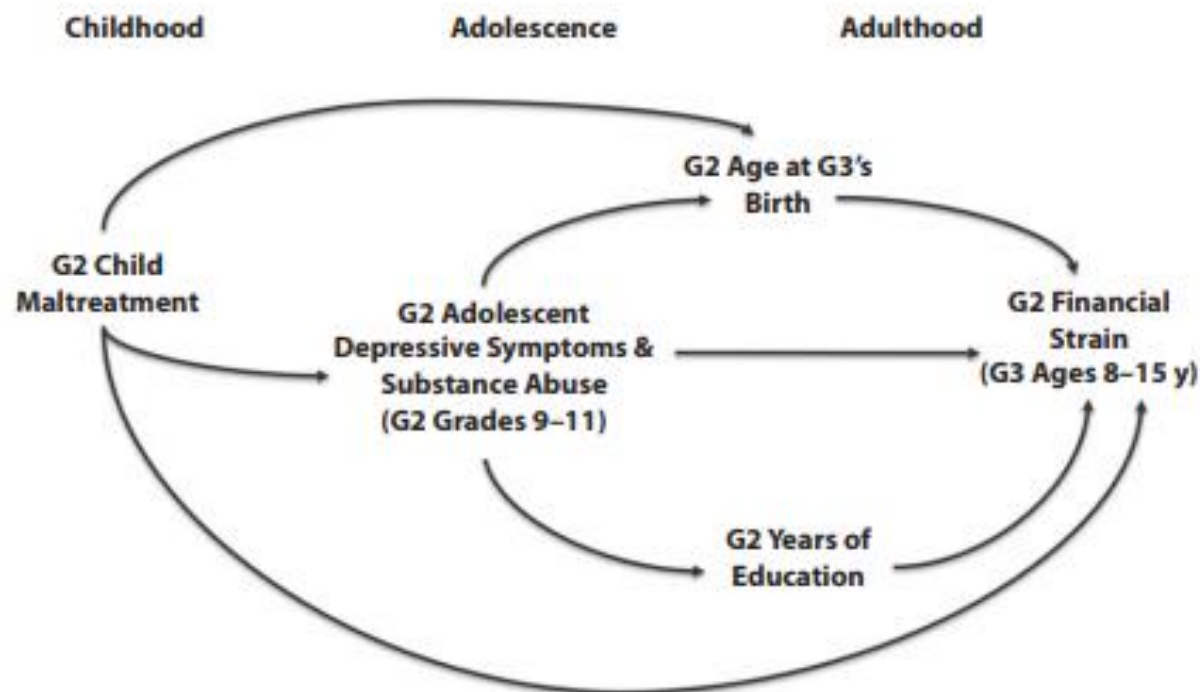 Childhood
Adolescence
Adulthood
G2 Age at G3's
Birth
G2 Child
Maltreatment
G2 Adolescent
Depressive Symptoms &
Substance Abuse
(G2 Grades 9–11)
G2 Financial
Strain
(G3 Ages 8–15 y)
G2 Years of
Education